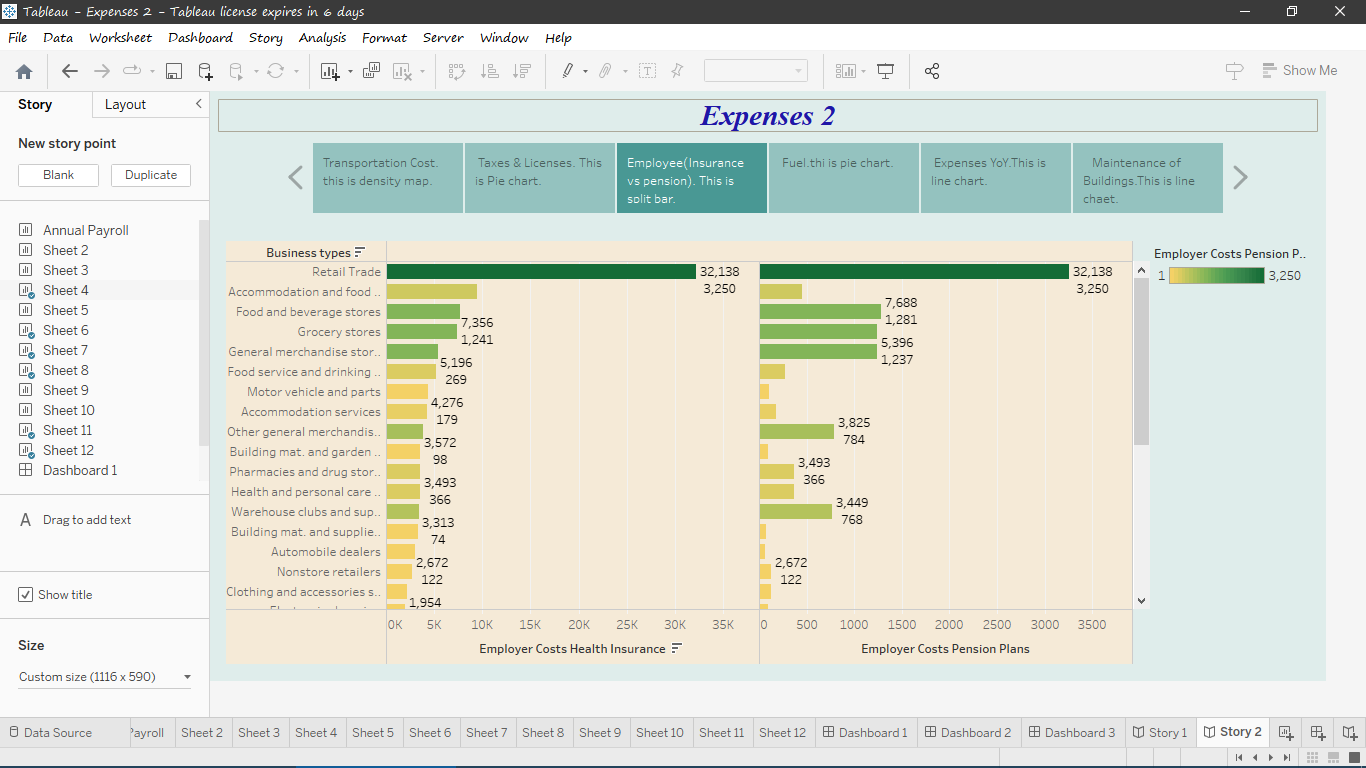 Tableau - Expenses 2 - Tableau license expires in 6 days
File Data Worksheet Dashboard Story Analysis Format Server Window Help
Show Me
Story Layout
New story point
Blank Duplicate
Annual Payroll
Sheet 2
Sheet 3
Sheet 4
Sheet 5
Sheet 6
Sheet 7
Sheet 8
Sheet 9
Sheet 10
Sheet 11
Sheet 12
Dashboard 1
A Drag to add text
Show title
Size
Custom size (1116 x 590)
Expenses 2
Transportation Cost.
this is density map.
Taxes & Licenses. This
is Pie chart.
Employee(Insurance
vs pension). This is
split bar.
Fuel.thi is pie chart.
Expenses YoY.This is
line chart.
Maintenance of
Buildings.This is line
chaet.
Business types
Retail Trade 32,138 32,138
3,250 3,250
Accommodation and food ..
Food and beverage stores 7,688
1,281
Grocery stores 7,356
1,241
General merchandise stor.. 5,396
1,237
Food service and drinking .. 5,196
269
Motor vehicle and parts
Accommodation services 4,276
179
Other general merchandis.. 3,825
784
Building mat. and garden .. 3,572
98
Pharmacies and drug stor.. 3,493
366
Health and personal care .. 3,493
366
Warehouse clubs and sup.. 3,449
768
Building mat. and supplie.. 3,313
74
Automobile dealers
Nonstore retailers 2,672 2,672
122 122
Clothing and accessories s..
1,954
0K 5K 10K 15K 20K 25K 30K 35K
0 500 1000 1500 2000 2500 3000 3500
Employer Costs Health Insurance
Employer Costs Pension Plans
Employer Costs Pension P..
1 3,250
Data Source Payroll Sheet 2 Sheet 3 Sheet 4 Sheet 5 Sheet 6 Sheet 7 Sheet 8 Sheet 9 Sheet 10 Sheet 11 Sheet 12 Dashboard 1 Dashboard 2 Dashboard 3 Story 1 Story 2